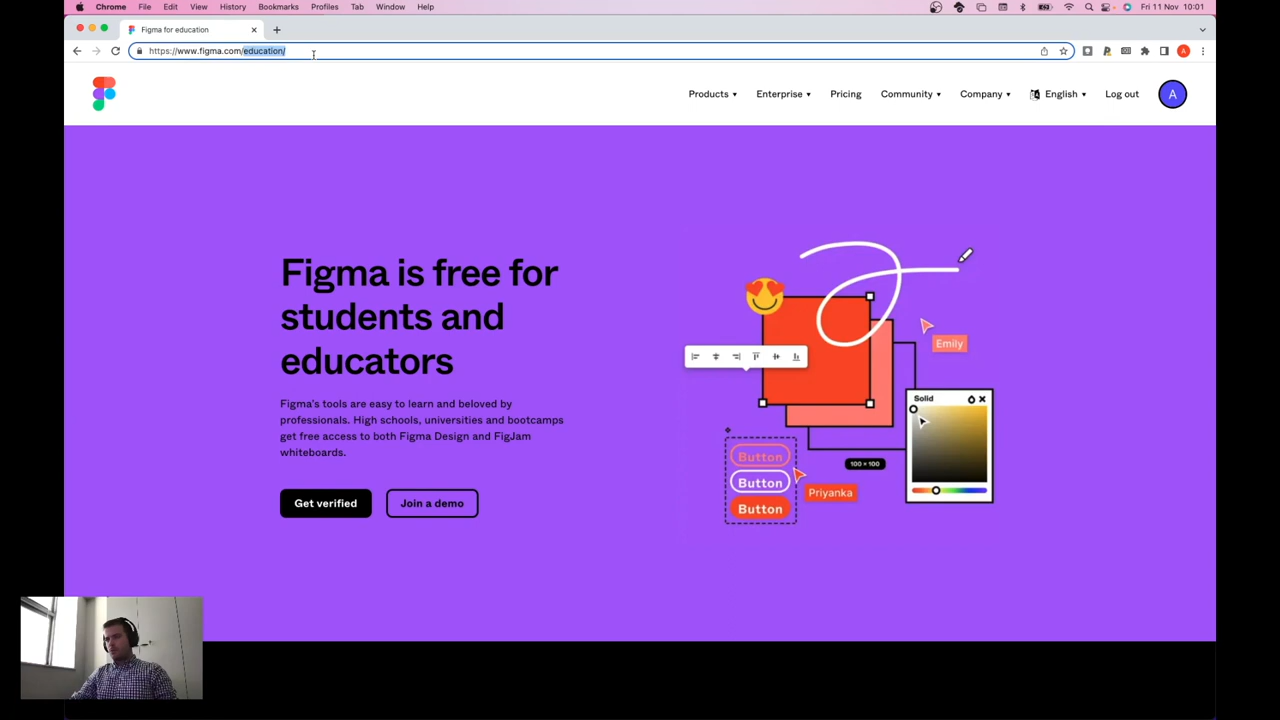 Chrome File Edit View History Bookmarks Profiles Tab Window Help
Fri 11 Nov 10:01
Figma for education
https://www.figma.com/education/
A
Products Enterprise Pricing Community Company English Log out A
Figma is free for
students and
educators
Figma's tools are easy to learn and beloved by
professionals. High schools, universities and bootcamps
get free access to both Figma Design and FigJam
whiteboards.
Get verified Join a demo
Emily
Solid
100 × 100
Button
Button
Button
Priyanka